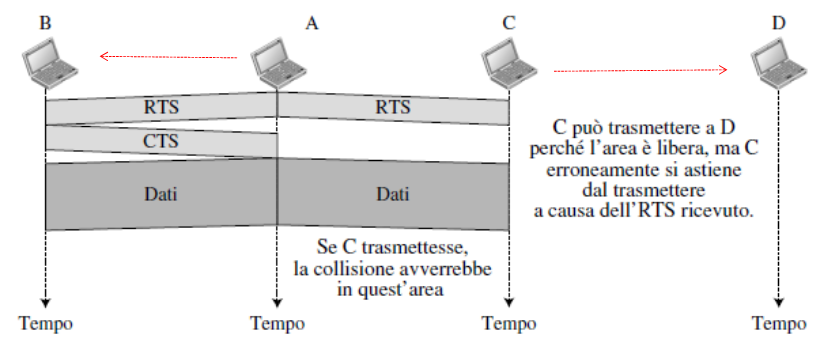 B
A
C
D
RTS
RTS
CTS
Dati
Dati
C può trasmettere a D
perché l'area è libera, ma C
erroneamente si astiene
dal trasmettere
a causa dell'RTS ricevuto.
Se C trasmettesse,
la collisione avverrebbe
in quest'area
Tempo
Tempo
Tempo
Tempo